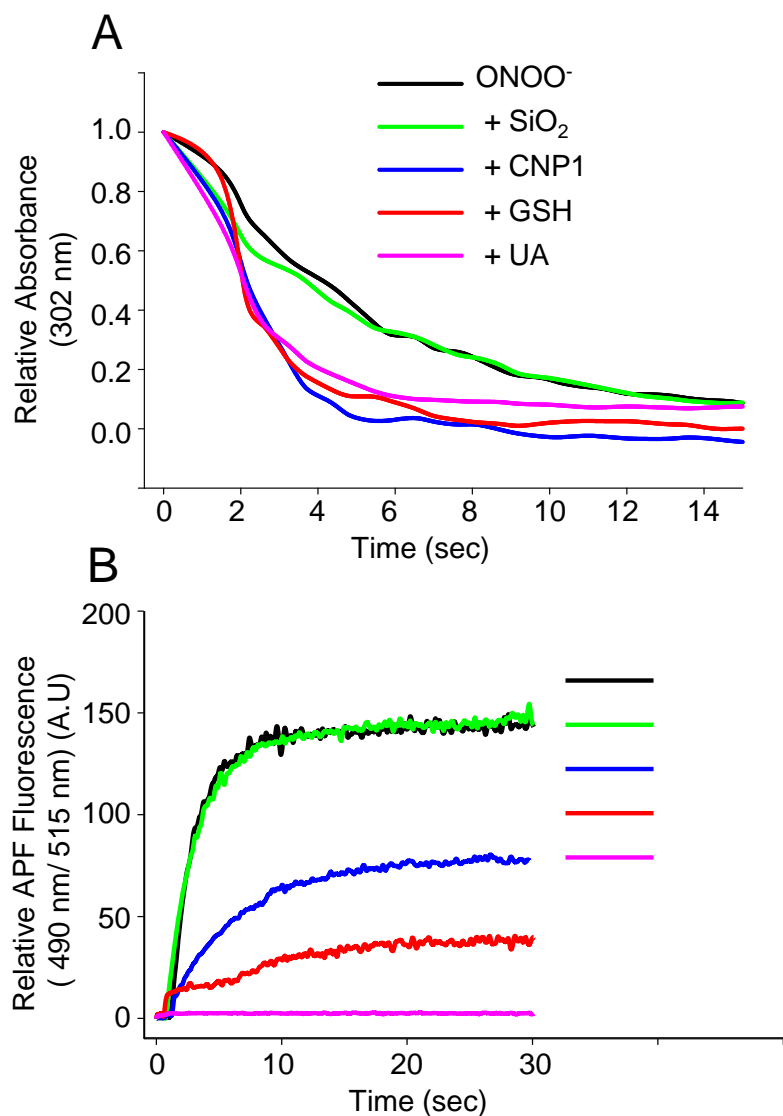 A
ONOO⁻
+ SiO₂
+ CNP1
+ GSH
+ UA
Relative Absorbance
(302 nm)
1.0
0.8
0.6
0.4
0.2
0.0
0 2 4 6 8 10 12 14
Time (sec)
B
Relative APF Fluorescence
( 490 nm/ 515 nm) (A.U)
200
150
100
50
0
0 10 20 30
Time (sec)